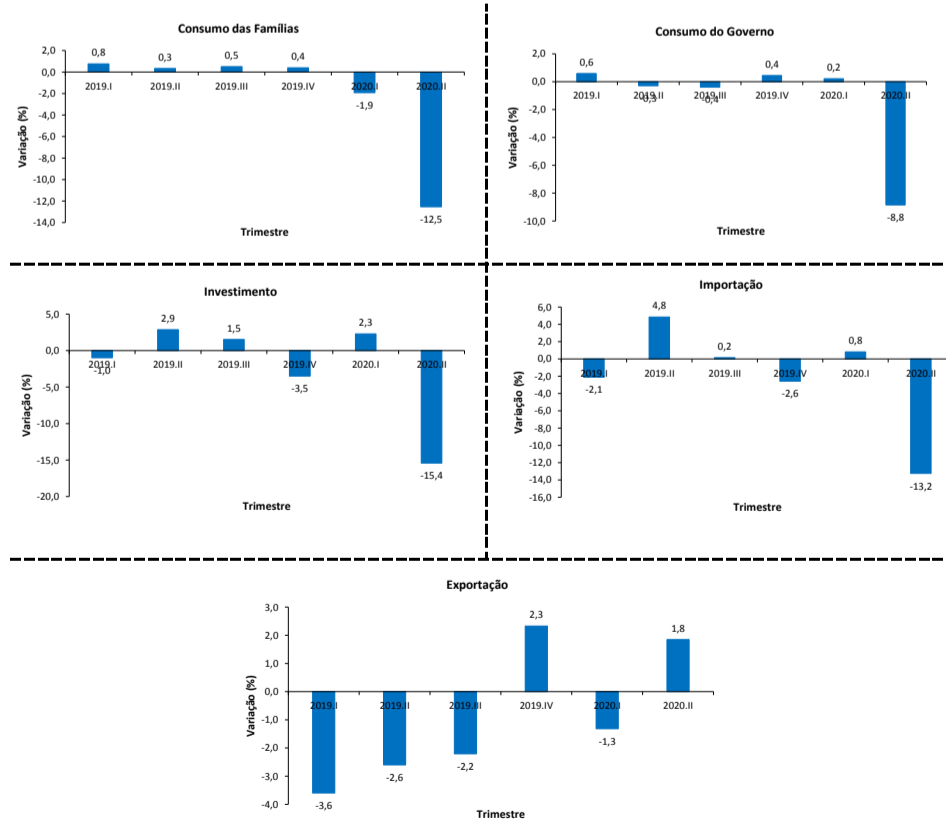 Consumo das Famílias
Variação (%)
2,0
0,0
-2,0
-4,0
-6,0
-8,0
-10,0
-12,0
-14,0
0,8
0,3
0,5
0,4
-1,9
-12,5
2019.I
2019.II
2019.III
2019.IV
2020.I
2020.II
Trimestre
Consumo do Governo
Variação (%)
2,0
0,0
-2,0
-4,0
-6,0
-8,0
-10,0
0,6
-0,3
-0,4
0,4
0,2
-8,8
2019.I
2019.II
2019.III
2019.IV
2020.I
2020.II
Trimestre
Investimento
Variação (%)
5,0
0,0
-5,0
-10,0
-15,0
-20,0
-1,0
2,9
1,5
-3,5
2,3
-15,4
2019.I
2019.II
2019.III
2019.IV
2020.I
2020.II
Trimestre
Importação
Variação (%)
6,0
4,0
2,0
0,0
-2,0
-4,0
-6,0
-8,0
-10,0
-12,0
-14,0
-16,0
-2,1
4,8
0,2
-2,6
0,8
-13,2
2019.I
2019.II
2019.III
2019.IV
2020.I
2020.II
Trimestre
Exportação
Variação (%)
3,0
2,0
1,0
0,0
-1,0
-2,0
-3,0
-4,0
-3,6
-2,6
-2,2
2,3
-1,3
1,8
2019.I
2019.II
2019.III
2019.IV
2020.I
2020.II
Trimestre